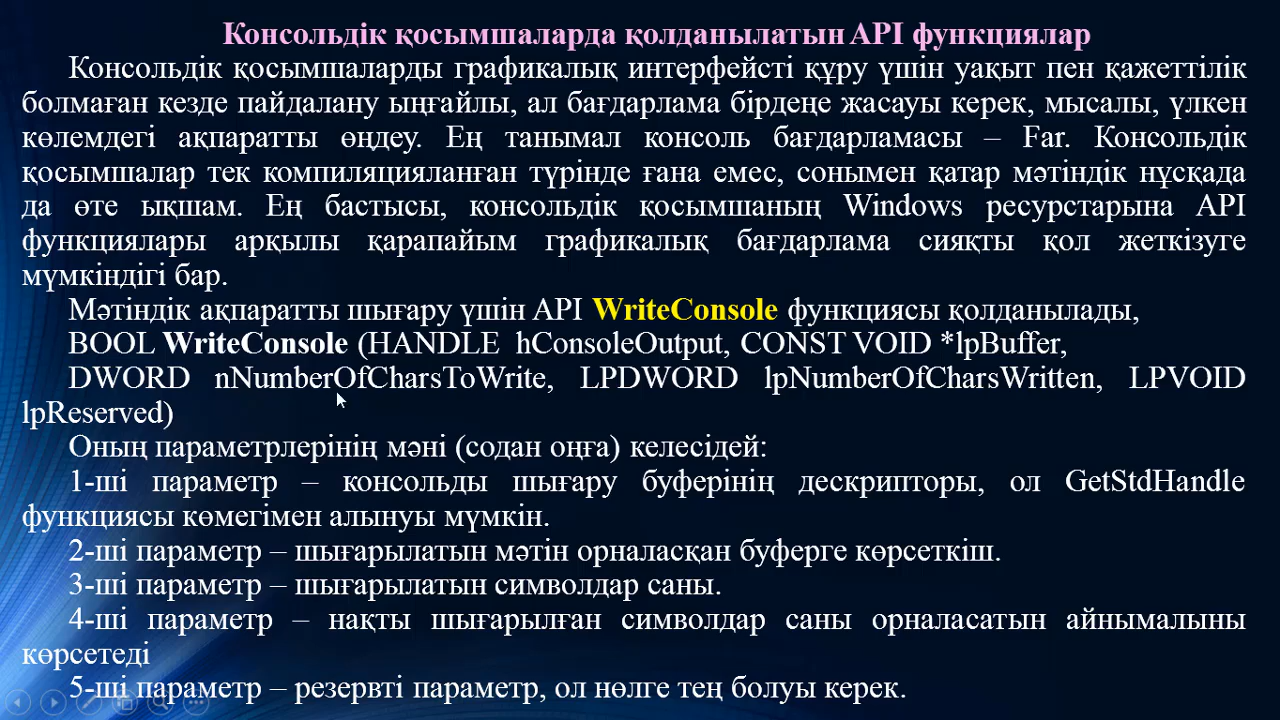 Консольдік қосымшаларда қолданылатын API функциялар
Консольдік қосымшаларды графикалық интерфейсті құру үшін уақыт пен қажеттілік
болмаған кезде пайдалану ыңғайлы, ал бағдарлама бірдеңе жасауы керек, мысалы, үлкен
көлемдегі ақпаратты өңдеу. Ең танымал консоль бағдарламасы – Far. Консольдік
қосымшалар тек компиляцияланған түрінде ғана емес, сонымен қатар мәтіндік нұсқада
да өте ықшам. Ең бастысы, консольдік қосымшаның Windows ресурстарына API
функциялары арқылы қарапайым графикалық бағдарлама сияқты қол жеткізуге
мүмкіндігі бар.
Мәтіндік ақпаратты шығару үшін API WriteConsole функциясы қолданылады,
BOOL WriteConsole (HANDLE hConsoleOutput, CONST VOID *lpBuffer,
DWORD nNumberOfCharsToWrite, LPDWORD lpNumberOfCharsWritten, LPVOID
lpReserved)
Оның параметрлерінің мәні (содан оңға) келесідей:
1-ші параметр – консольды шығару буферінің дескрипторы, ол GetStdHandle
функциясы көмегімен алынуы мүмкін.
2-ші параметр – шығарылатын мәтін орналасқан буферге көрсеткіш.
3-ші параметр – шығарылатын символдар саны.
4-ші параметр – нақты шығарылған символдар саны орналасатын айнымалыны
көрсетеді
5-ші параметр – резервті параметр, ол нөлге тең болуы керек.